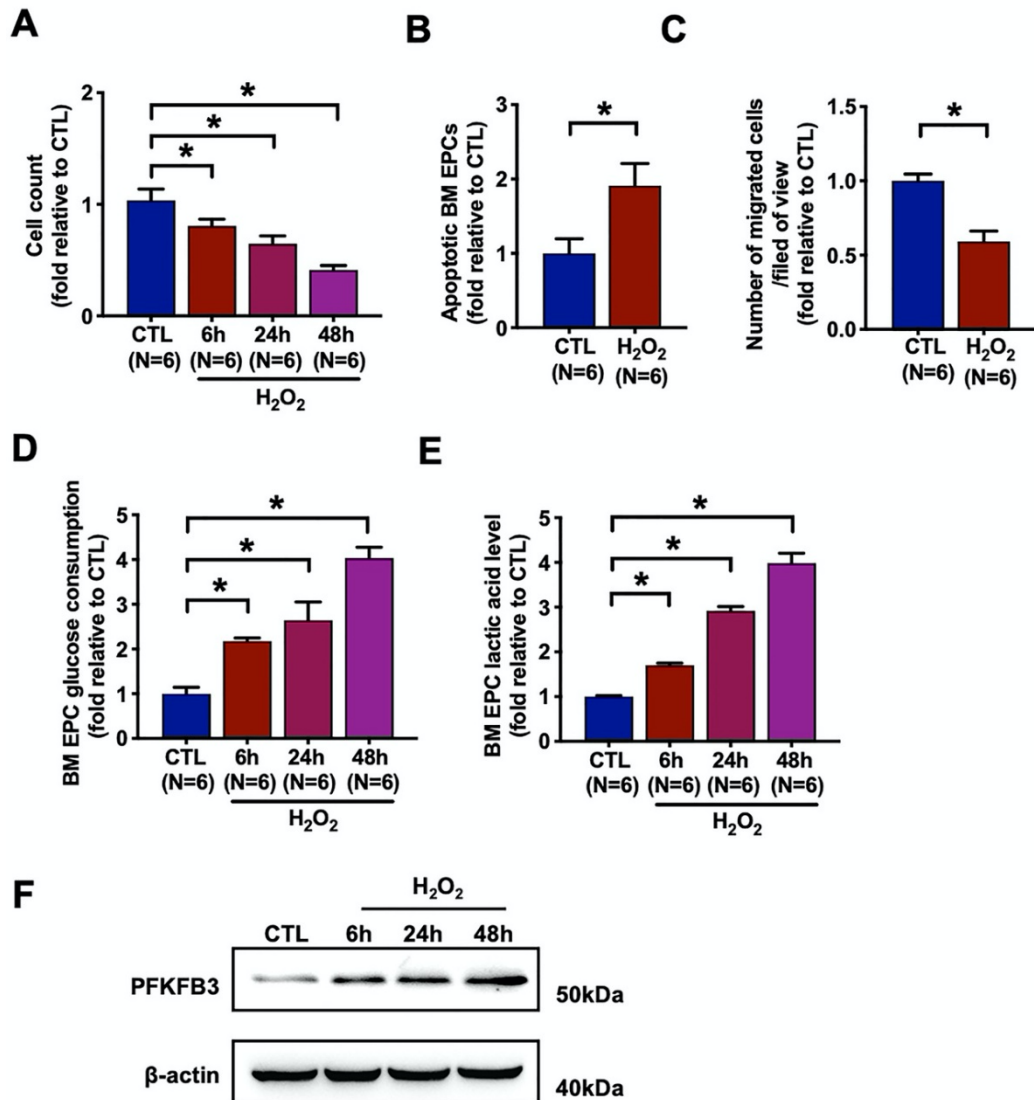 A
Cell count
(fold relative to CTL)
2
1
0
*
*
*
CTL 6h 24h 48h
(N=6) (N=6) (N=6) (N=6)
H₂O₂
B
Apoptotic BM EPCs
(fold relative to CTL)
3
2
1
0
*
CTL H₂O₂
(N=6) (N=6)
C
Number of migrated cells
/filed of view
(fold relative to CTL)
1.5
1.0
0.5
0.0
*
CTL H₂O₂
(N=6) (N=6)
D
BM EPC glucose consumption
(fold relative to CTL)
5
4
3
2
1
0
*
*
*
CTL 6h 24h 48h
(N=6) (N=6) (N=6) (N=6)
H₂O₂
E
BM EPC lactic acid level
(fold relative to CTL)
5
4
3
2
1
0
*
*
*
CTL 6h 24h 48h
(N=6) (N=6) (N=6) (N=6)
H₂O₂
F
H₂O₂
CTL 6h 24h 48h
PFKFB3
50kDa
β-actin
40kDa